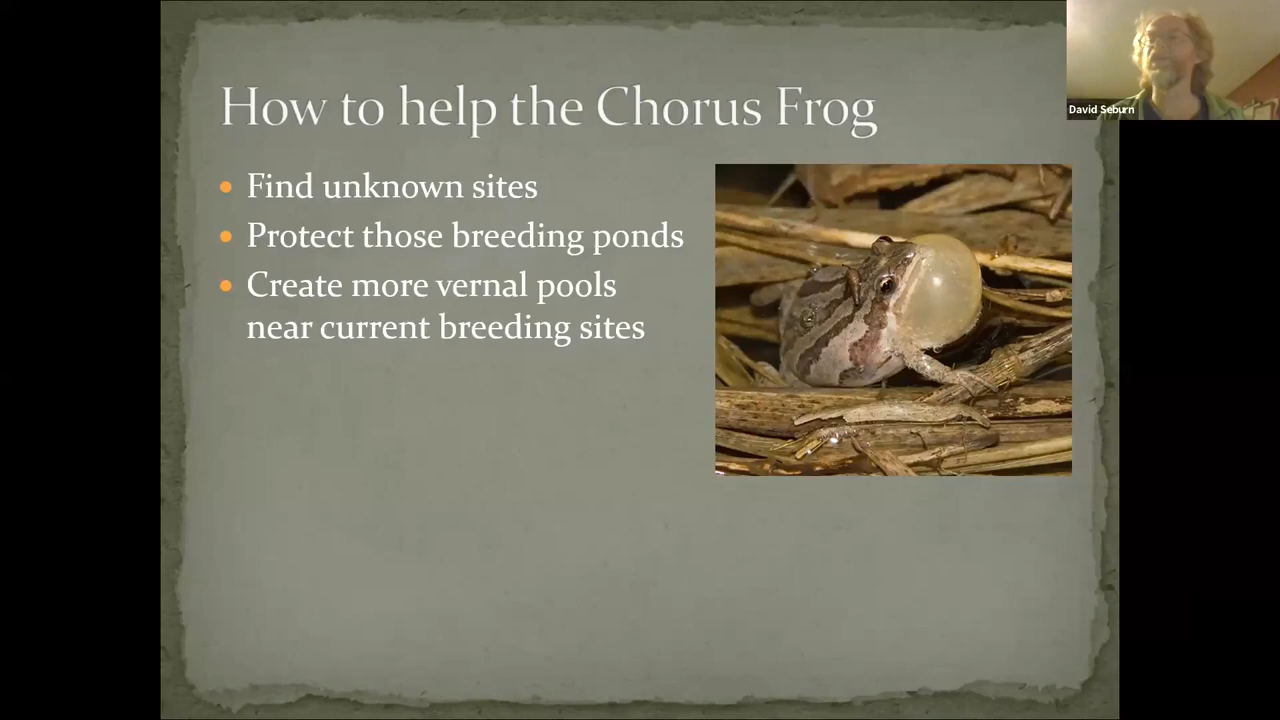 How to help the Chorus Frog
Find unknown sites
Protect those breeding ponds
Create more vernal pools
near current breeding sites
David Seburn